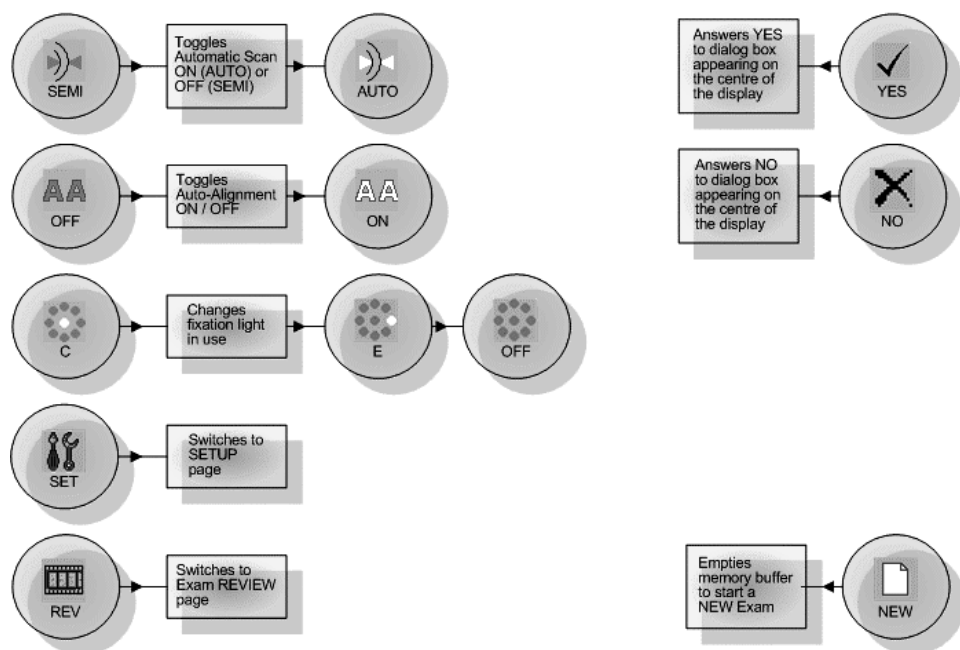 SEMI
Toggles
Automatic Scan
ON (AUTO) or
OFF (SEMI)
AUTO
Answers YES
to dialog box
appearing on
the centre of
the display
YES
AA
OFF
Toggles
Auto-Alignment
ON / OFF
AA
ON
Answers NO
to dialog box
appearing on
the centre of
the display
NO
C
Changes
fixation light
in use
E
OFF
SET
Switches to
SETUP
page
REV
Switches to
Exam REVIEW
page
Empties
memory buffer
to start a
NEW Exam
NEW